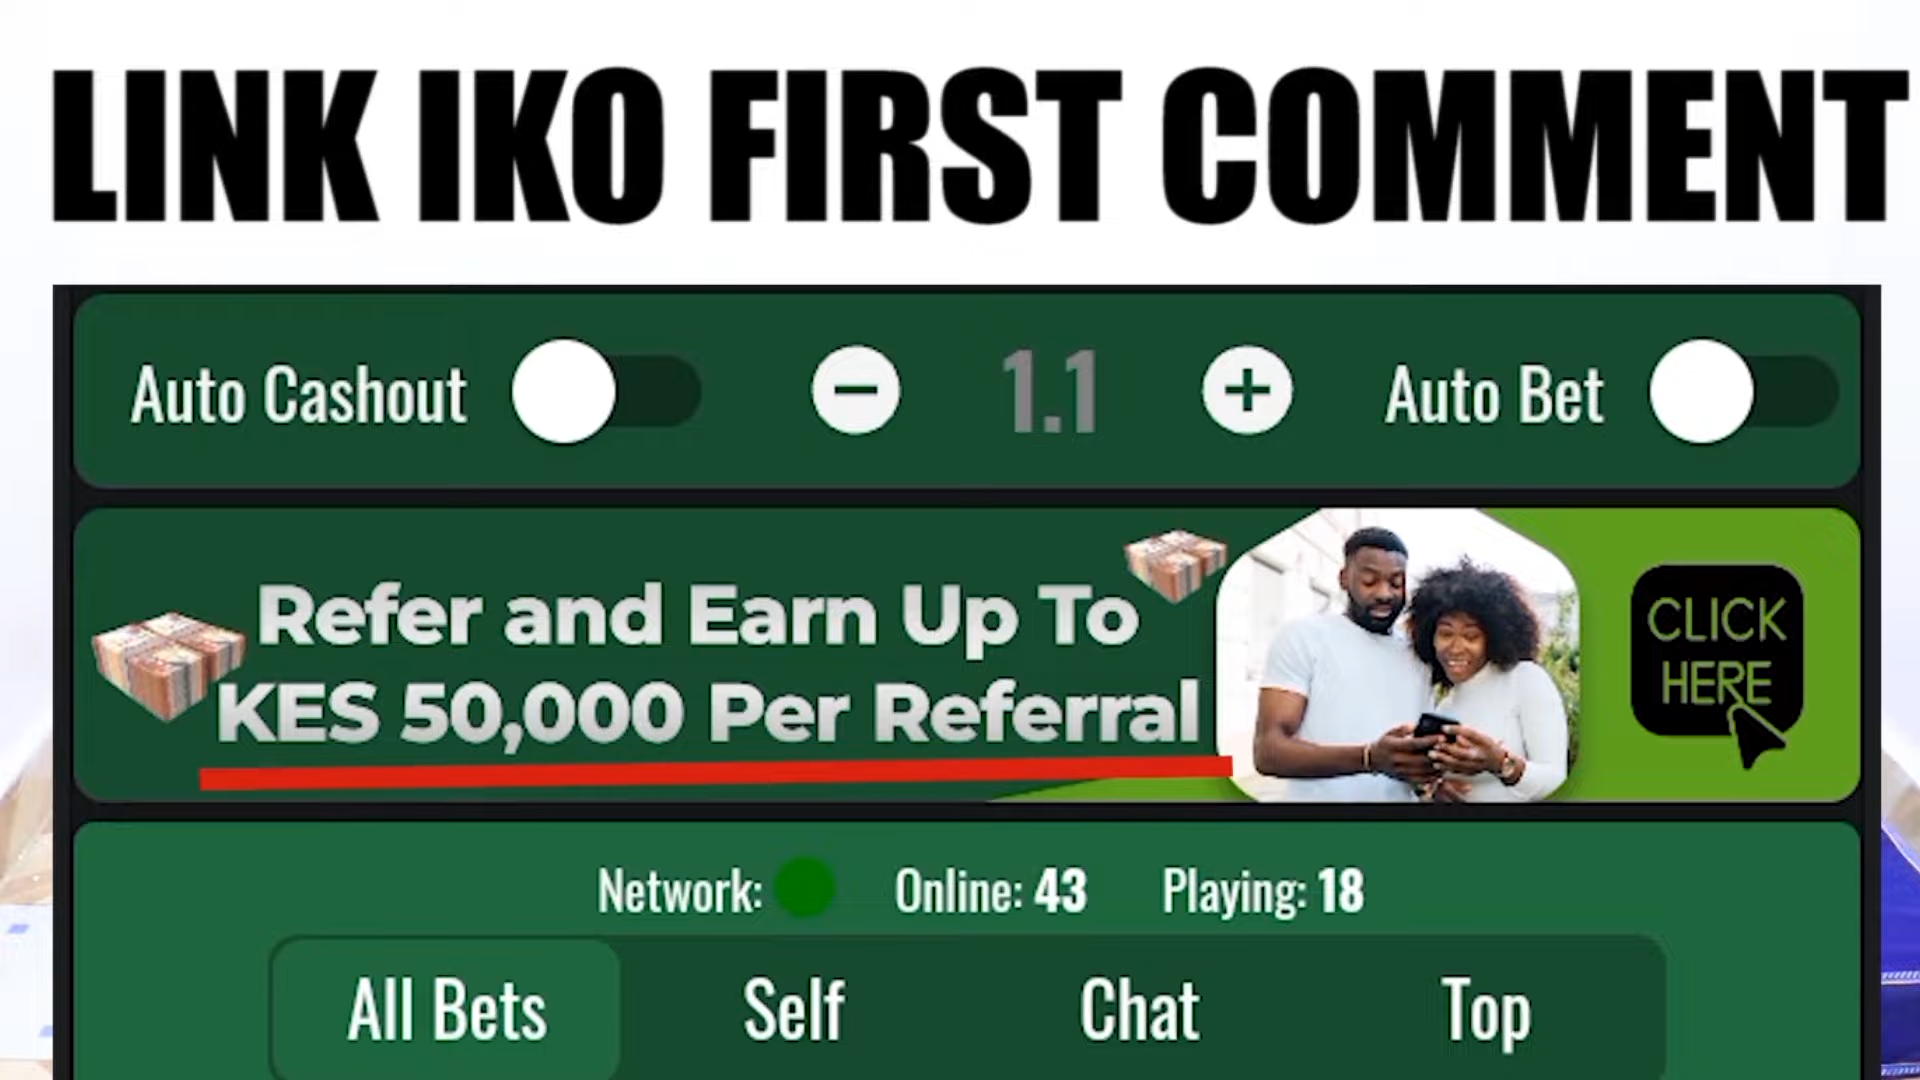 LINK IKO FIRST COMMENT
Auto Cashout 1.1 Auto Bet
Refer and Earn Up To
KES 50,000 Per Referral
CLICK
HERE
Network: Online: 43 Playing: 18
All Bets Self Chat Top